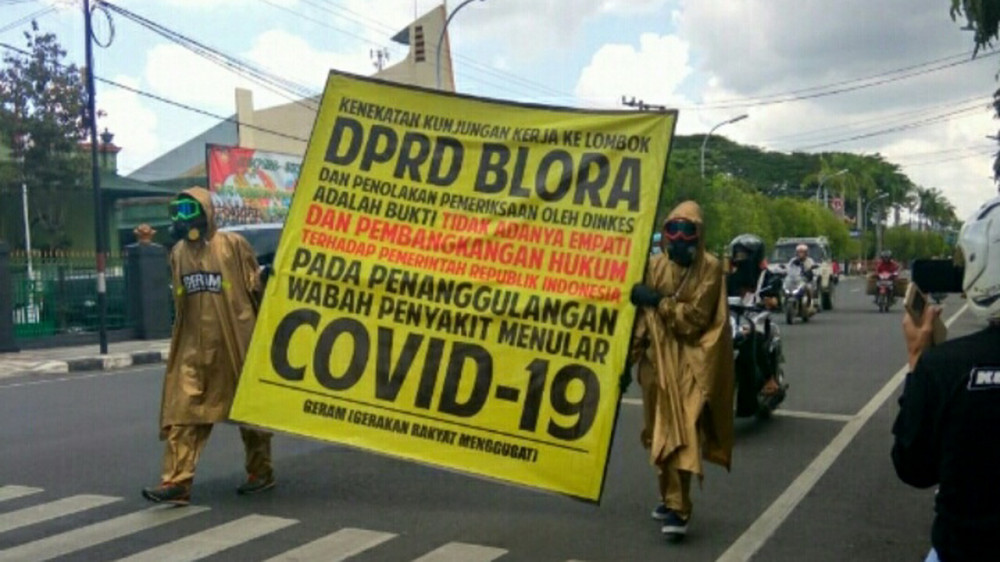 KENEKATAN KUNJUNGAN KERJA KE LOMBOK
DPRD BLORA
DAN PENOLAKAN PEMERIKSAAN OLEH DINKES
ADALAH BUKTI TIDAK ADANYA EMPATI
DAN PEMBANGKANGAN HUKUM
TERHADAP PEMERINTAH REPUBLIK INDONESIA
PADA PENANGGULANGAN
WABAH PENYAKIT MENULAR
COVID-19
GERAM (GERAKAN RAKYAT MENGGUGAT)